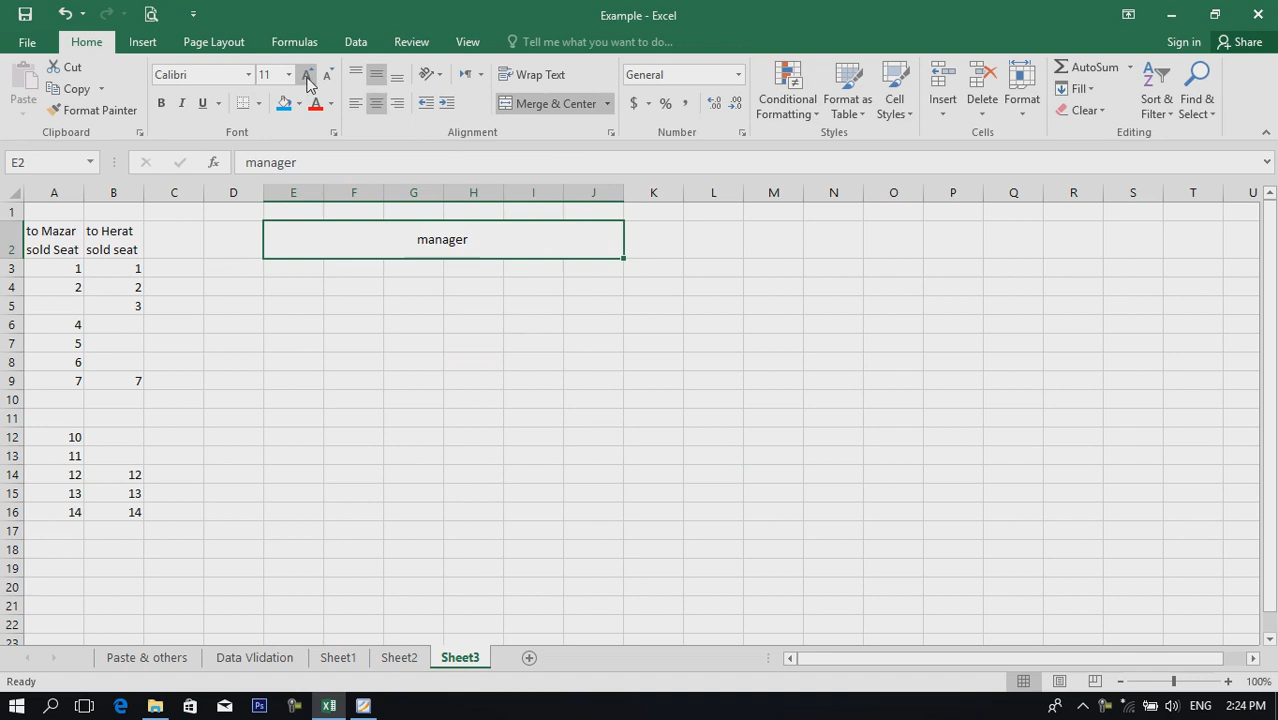 Example - Excel
File Home Insert Page Layout Formulas Data Review View Tell me what you want to do... Sign in Share
Paste Cut Copy Format Painter Clipboard
Calibri 11 B I U Font
Wrap Text Merge & Center Alignment
General $ % , Number
Conditional Formatting Format as Table Cell Styles Styles
Insert Delete Format Cells
AutoSum Fill Clear Sort & Filter Find & Select Editing
E2 fx manager
A B C D E F G H I J K L M N O P Q R S T U
1
2 to Mazar sold Seat to Herat sold seat manager
3 1 1
4 2 2
5 3
6 4
7 5
8 6
9 7 7
10
11
12 10
13 11
14 12 12
15 13 13
16 14 14
17
18
19
20
21
22
23
Paste & others Data Vlidation Sheet1 Sheet2 Sheet3
Ready 100%
ENG 2:24 PM